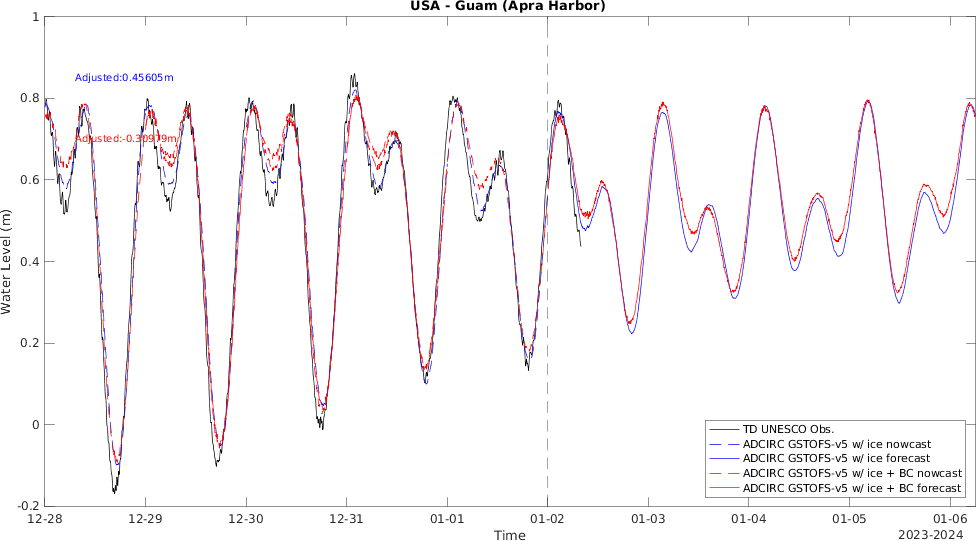 USA - Guam (Apra Harbor)
1
0.8
0.6
0.4
0.2
0
-0.2
Water Level (m)
Adjusted:0.45605m
Adjusted:-0.30979m
TD UNESCO Obs.
ADCIRC GSTOFS-v5 w/ ice nowcast
ADCIRC GSTOFS-v5 w/ ice forecast
ADCIRC GSTOFS-v5 w/ ice + BC nowcast
ADCIRC GSTOFS-v5 w/ ice + BC forecast
12-28 12-29 12-30 12-31 01-01 01-02 01-03 01-04 01-05 01-06
Time
2023-2024